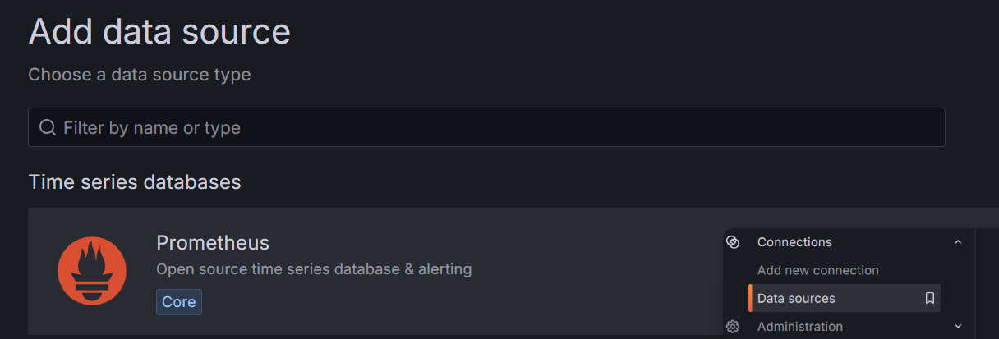 Add data source
Choose a data source type
Filter by name or type
Time series databases
Prometheus
Open source time series database & alerting
Core
Connections
Add new connection
Data sources
Administration